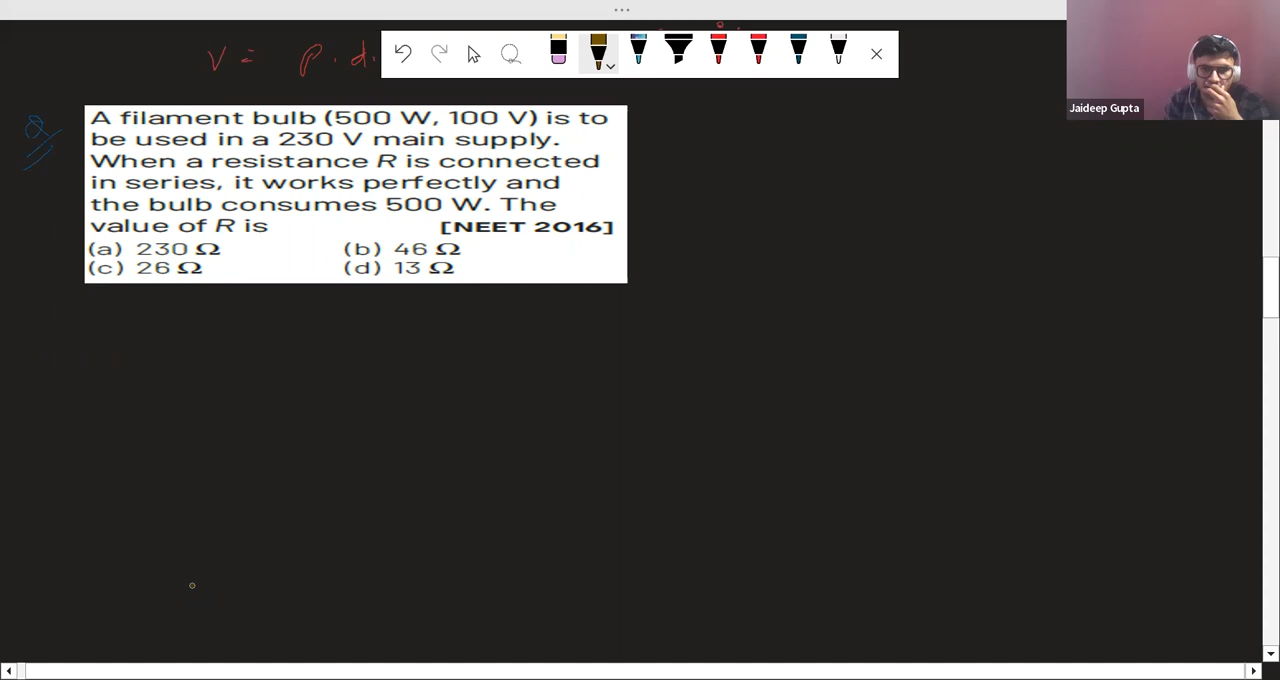 V = ρ. d.
Jaideep Gupta
Q
A filament bulb (500 W, 100 V) is to
be used in a 230 V main supply.
When a resistance R is connected
in series, it works perfectly and
the bulb consumes 500 W. The
value of R is [NEET 2016]
(a) 230 Ω (b) 46 Ω
(c) 26 Ω (d) 13 Ω